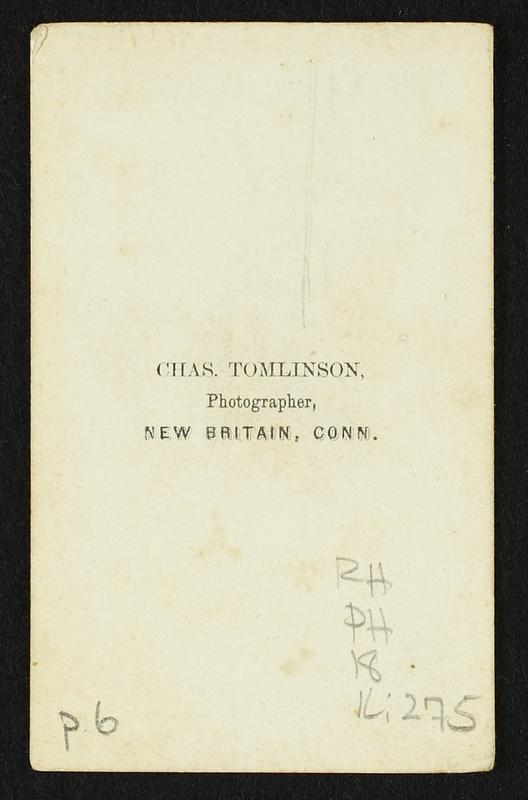 CHAS. TOMLINSON,
Photographer,
NEW BRITAIN, CONN.
RH
PH
18
K:275
p.6